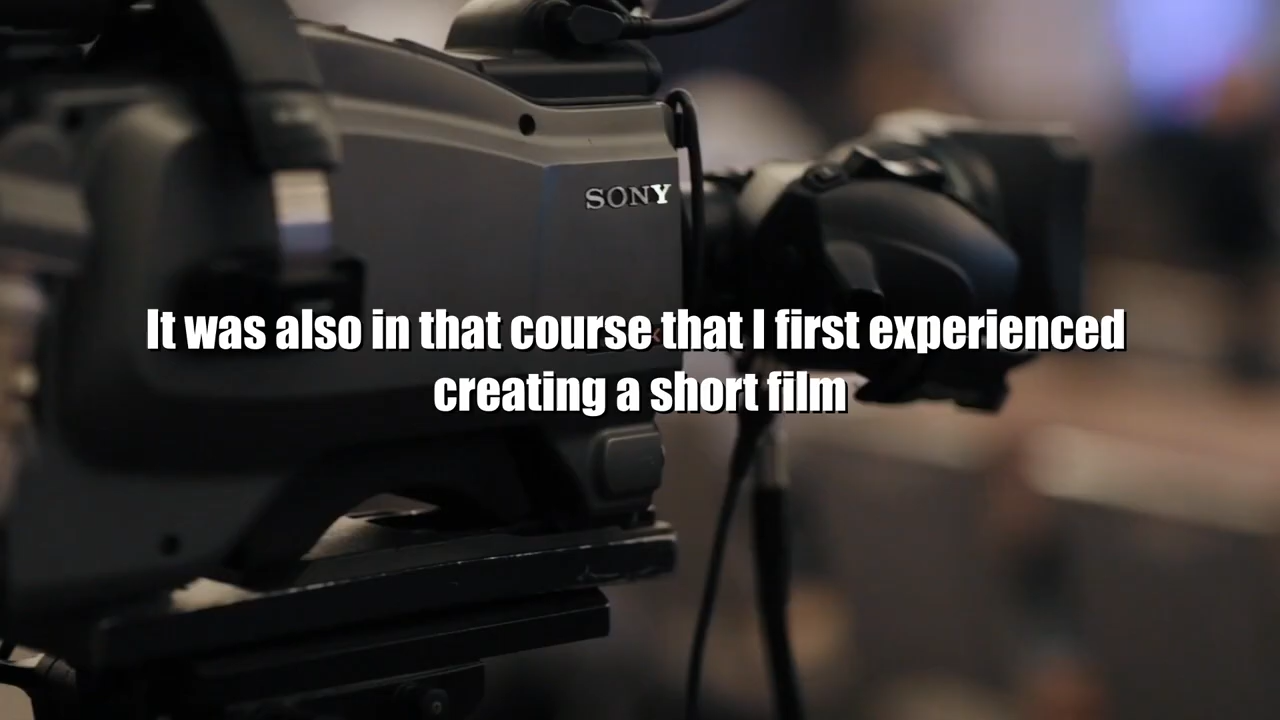 SONY
It was also in that course that I first experienced
creating a short film